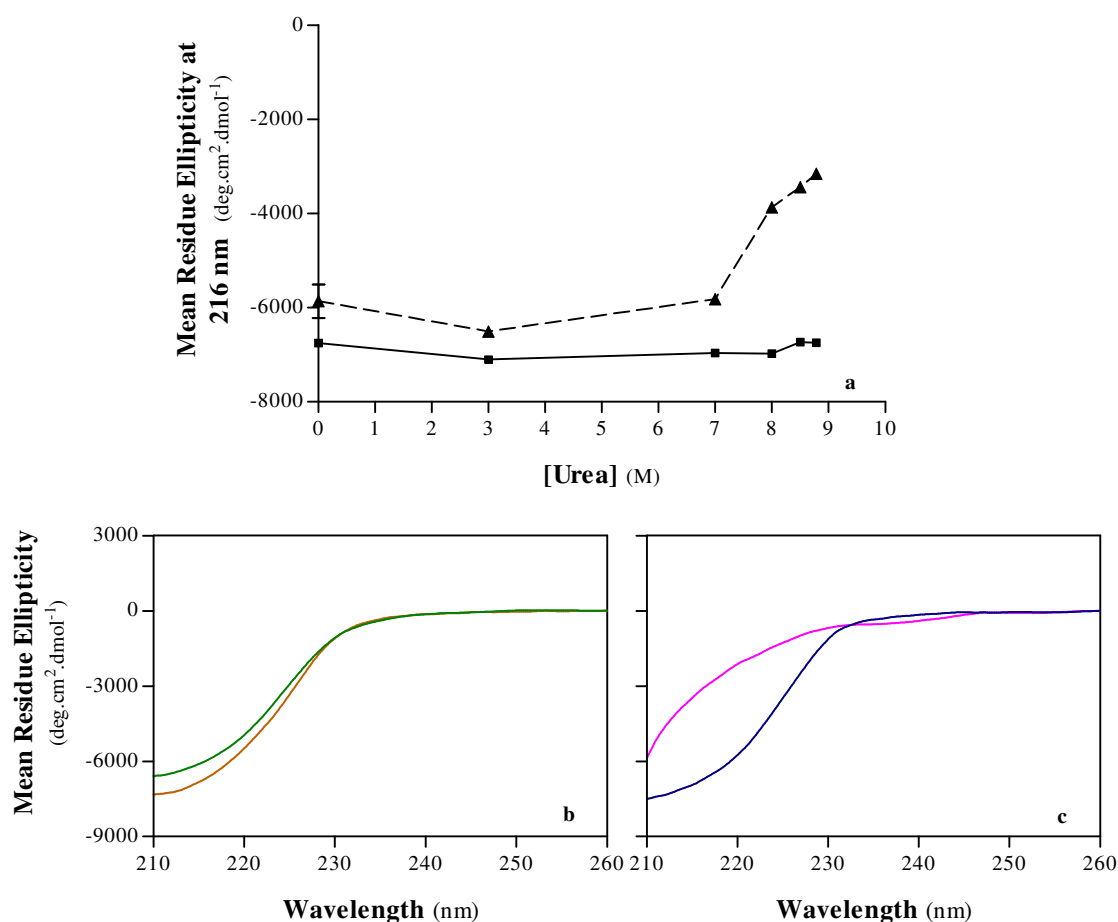 Mean Residue Ellipticity at
216 nm (deg.cm².dmol⁻¹)
0
-2000
-4000
-6000
-8000
a
0 1 2 3 4 5 6 7 8 9 10
[Urea] (M)
Mean Residue Ellipticity
(deg.cm².dmol⁻¹)
3000
0
-3000
-6000
-9000
b
c
210 220 230 240 250 260
210 220 230 240 250 260
Wavelength (nm)
Wavelength (nm)